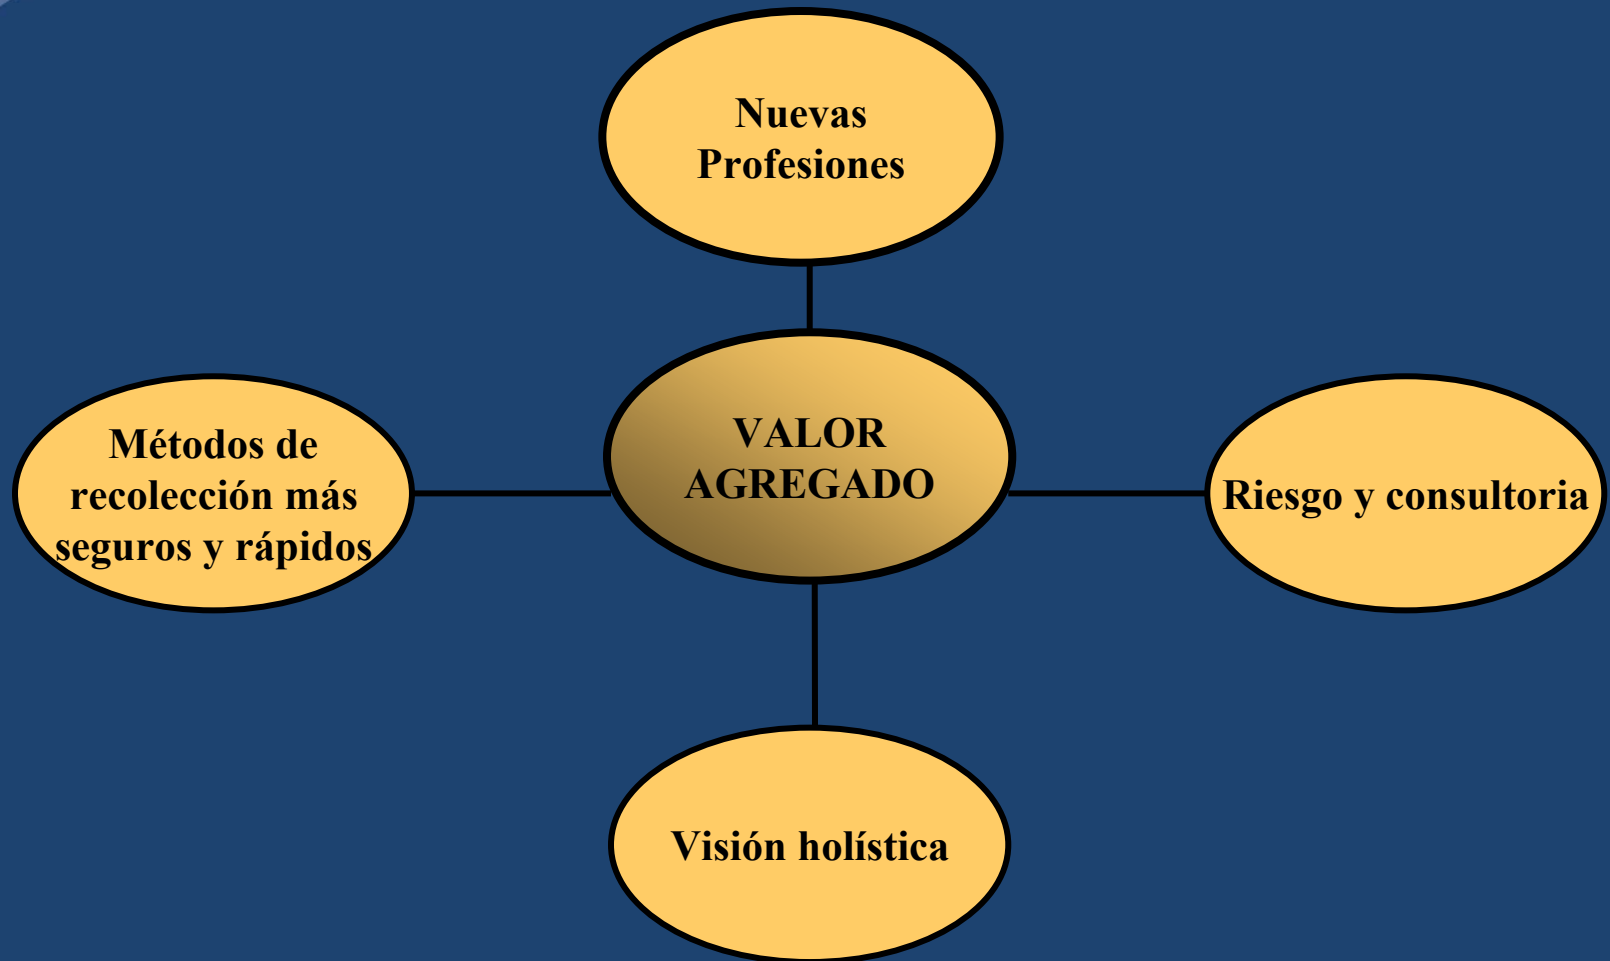 Nuevas
Profesiones
VALOR
AGREGADO
Métodos de
recolección más
seguros y rápidos
Riesgo y consultoria
Visión holística